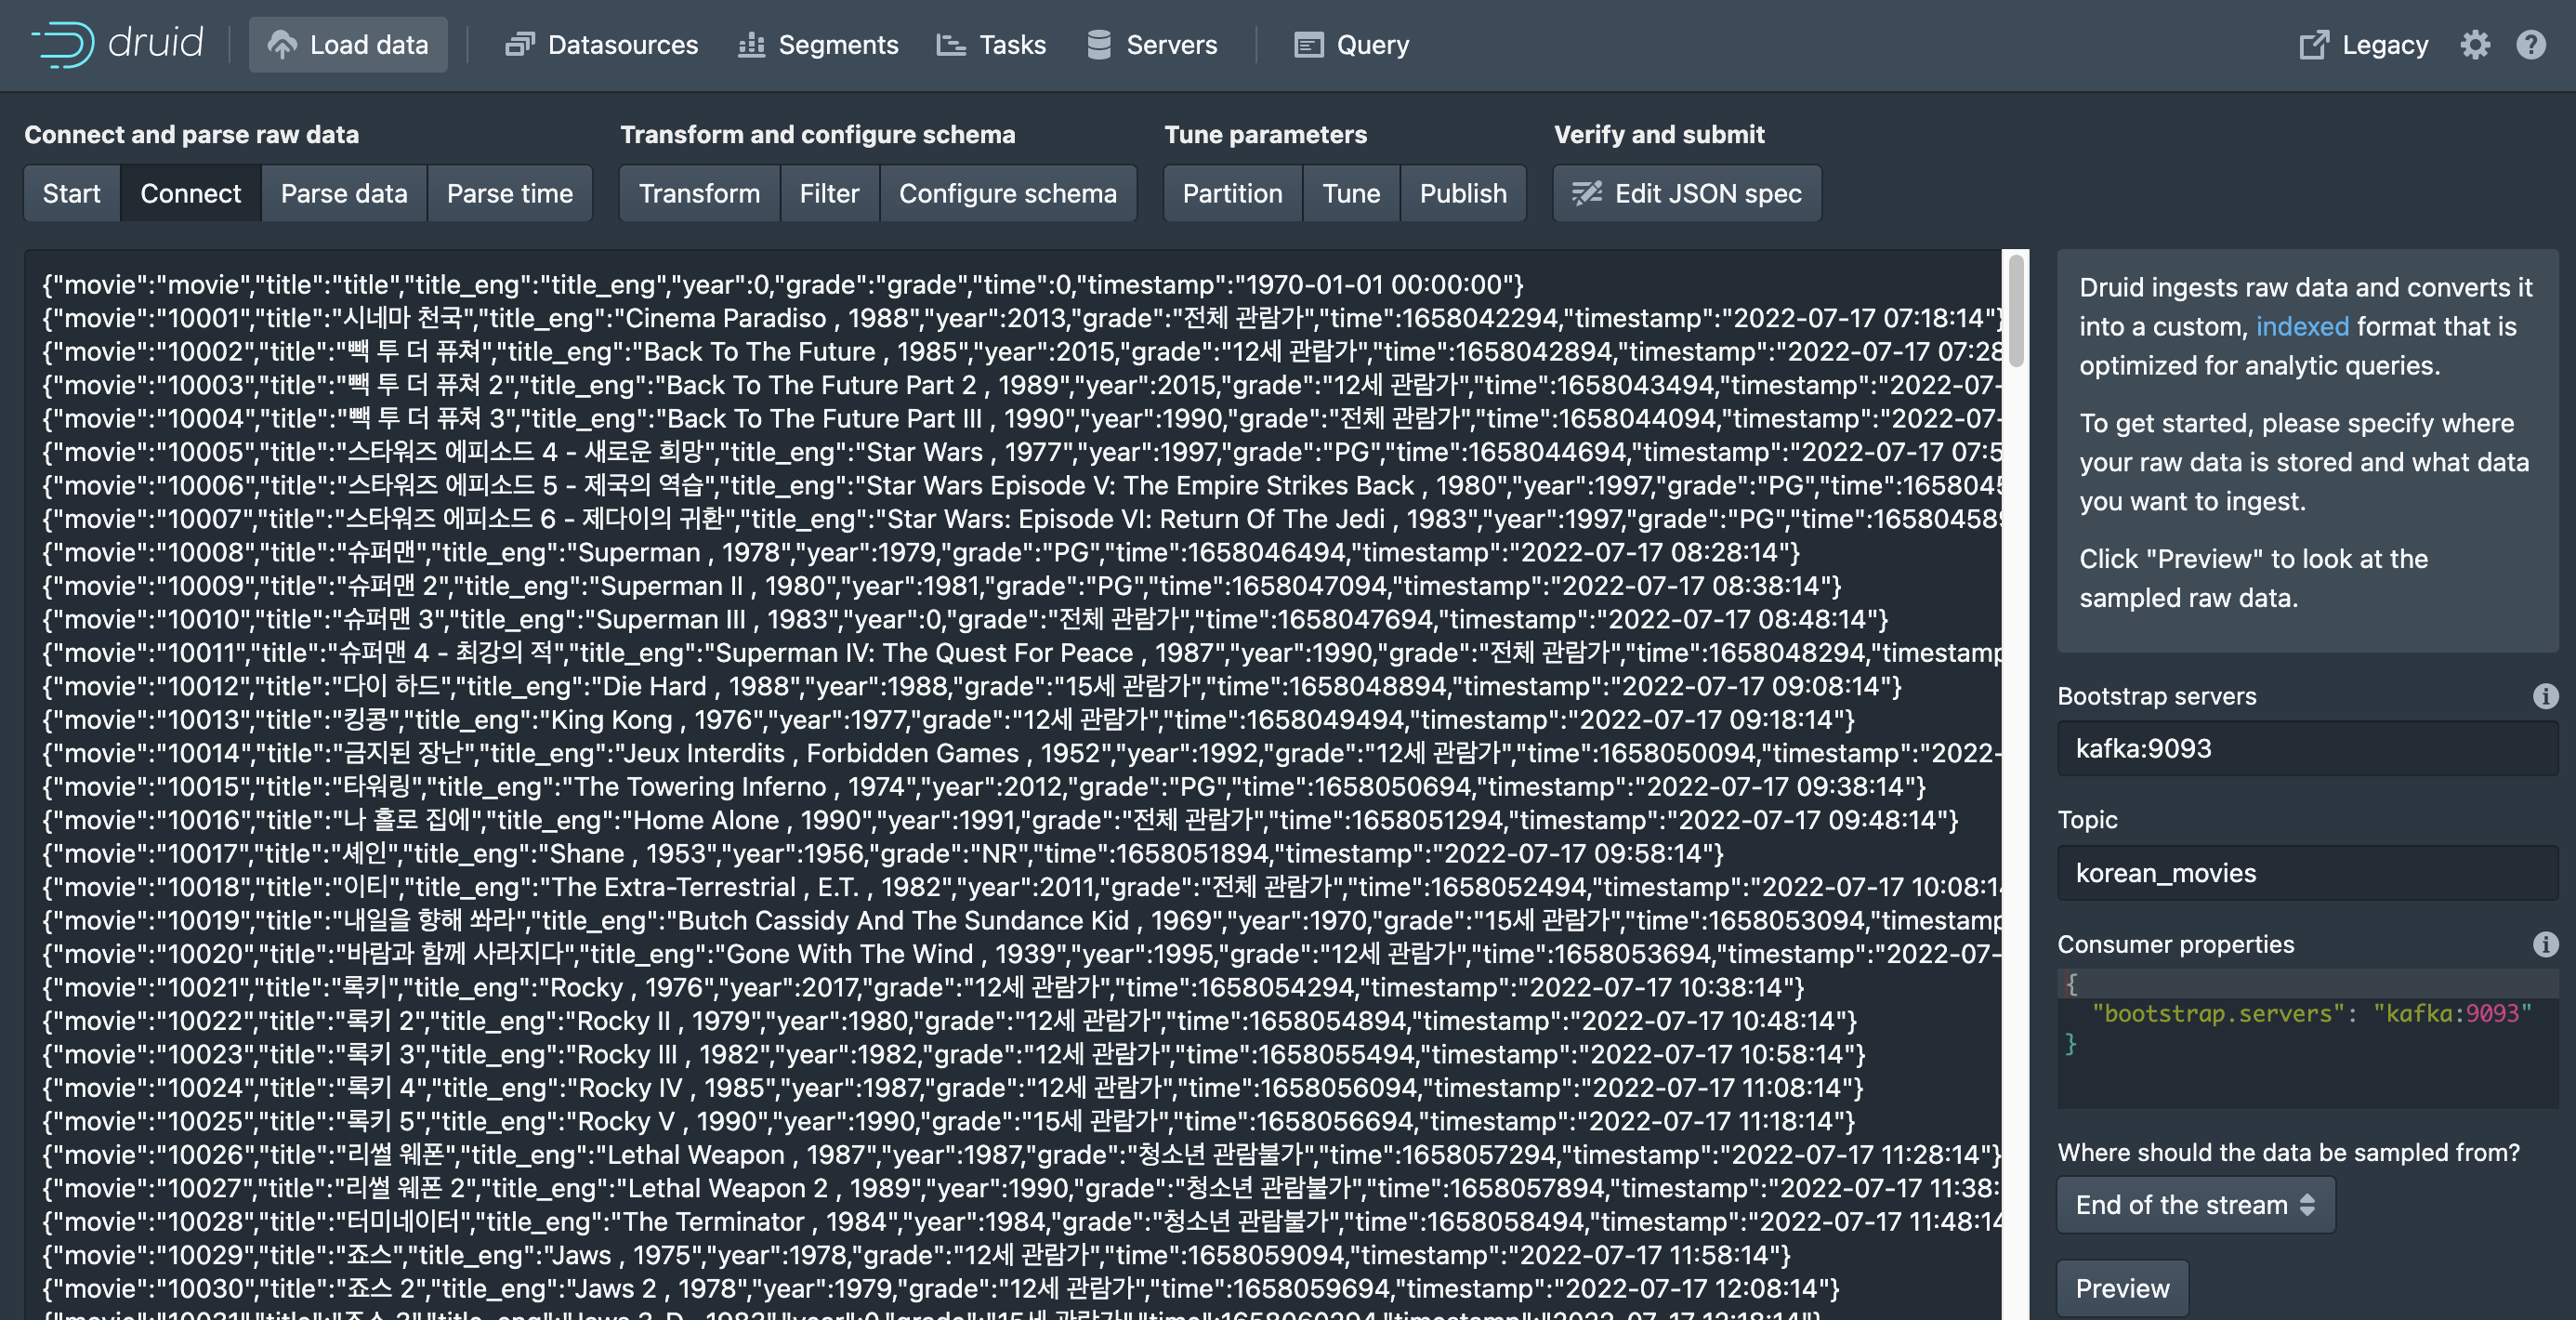 druid
Load data
Datasources
Segments
Tasks
Servers
Query
Legacy
Connect and parse raw data
Transform and configure schema
Tune parameters
Verify and submit
Start
Connect
Parse data
Parse time
Transform
Filter
Configure schema
Partition
Tune
Publish
Edit JSON spec
{"movie":"movie","title":"title","title_eng":"title_eng","year":0,"grade":"grade","time":0,"timestamp":"1970-01-01 00:00:00"}
{"movie":"10001","title":"시네마 천국","title_eng":"Cinema Paradiso , 1988","year":2013,"grade":"전체 관람가","time":1658042294,"timestamp":"2022-07-17 07:18:14"}
{"movie":"10002","title":"빽 투 더 퓨쳐","title_eng":"Back To The Future , 1985","year":2015,"grade":"12세 관람가","time":1658042894,"timestamp":"2022-07-17 07:28
{"movie":"10003","title":"빽 투 더 퓨쳐 2","title_eng":"Back To The Future Part 2 , 1989","year":2015,"grade":"12세 관람가","time":1658043494,"timestamp":"2022-07-
{"movie":"10004","title":"빽 투 더 퓨쳐 3","title_eng":"Back To The Future Part III , 1990","year":1990,"grade":"전체 관람가","time":1658044094,"timestamp":"2022-07-
{"movie":"10005","title":"스타워즈 에피소드 4 - 새로운 희망","title_eng":"Star Wars , 1977","year":1997,"grade":"PG","time":1658044694,"timestamp":"2022-07-17 07:5
{"movie":"10006","title":"스타워즈 에피소드 5 - 제국의 역습","title_eng":"Star Wars Episode V: The Empire Strikes Back , 1980","year":1997,"grade":"PG","time":1658045
{"movie":"10007","title":"스타워즈 에피소드 6 - 제다이의 귀환","title_eng":"Star Wars: Episode VI: Return Of The Jedi , 1983","year":1997,"grade":"PG","time":165804589
{"movie":"10008","title":"슈퍼맨","title_eng":"Superman , 1978","year":1979,"grade":"PG","time":1658046494,"timestamp":"2022-07-17 08:28:14"}
{"movie":"10009","title":"슈퍼맨 2","title_eng":"Superman II , 1980","year":1981,"grade":"PG","time":1658047094,"timestamp":"2022-07-17 08:38:14"}
{"movie":"10010","title":"슈퍼맨 3","title_eng":"Superman III , 1983","year":0,"grade":"전체 관람가","time":1658047694,"timestamp":"2022-07-17 08:48:14"}
{"movie":"10011","title":"슈퍼맨 4 - 최강의 적","title_eng":"Superman IV: The Quest For Peace , 1987","year":1990,"grade":"전체 관람가","time":1658048294,"timestamp
{"movie":"10012","title":"다이 하드","title_eng":"Die Hard , 1988","year":1988,"grade":"15세 관람가","time":1658048894,"timestamp":"2022-07-17 09:08:14"}
{"movie":"10013","title":"킹콩","title_eng":"King Kong , 1976","year":1977,"grade":"12세 관람가","time":1658049494,"timestamp":"2022-07-17 09:18:14"}
{"movie":"10014","title":"금지된 장난","title_eng":"Jeux Interdits , Forbidden Games , 1952","year":1992,"grade":"12세 관람가","time":1658050094,"timestamp":"2022-
{"movie":"10015","title":"타워링","title_eng":"The Towering Inferno , 1974","year":2012,"grade":"PG","time":1658050694,"timestamp":"2022-07-17 09:38:14"}
{"movie":"10016","title":"나 홀로 집에","title_eng":"Home Alone , 1990","year":1991,"grade":"전체 관람가","time":1658051294,"timestamp":"2022-07-17 09:48:14"}
{"movie":"10017","title":"셰인","title_eng":"Shane , 1953","year":1956,"grade":"NR","time":1658051894,"timestamp":"2022-07-17 09:58:14"}
{"movie":"10018","title":"이티","title_eng":"The Extra-Terrestrial , E.T. , 1982","year":2011,"grade":"전체 관람가","time":1658052494,"timestamp":"2022-07-17 10:08:14
{"movie":"10019","title":"내일을 향해 쏴라","title_eng":"Butch Cassidy And The Sundance Kid , 1969","year":1970,"grade":"15세 관람가","time":1658053094,"timestamp
{"movie":"10020","title":"바람과 함께 사라지다","title_eng":"Gone With The Wind , 1939","year":1995,"grade":"12세 관람가","time":1658053694,"timestamp":"2022-07-
{"movie":"10021","title":"록키","title_eng":"Rocky , 1976","year":2017,"grade":"12세 관람가","time":1658054294,"timestamp":"2022-07-17 10:38:14"}
{"movie":"10022","title":"록키 2","title_eng":"Rocky II , 1979","year":1980,"grade":"12세 관람가","time":1658054894,"timestamp":"2022-07-17 10:48:14"}
{"movie":"10023","title":"록키 3","title_eng":"Rocky III , 1982","year":1982,"grade":"12세 관람가","time":1658055494,"timestamp":"2022-07-17 10:58:14"}
{"movie":"10024","title":"록키 4","title_eng":"Rocky IV , 1985","year":1987,"grade":"12세 관람가","time":1658056094,"timestamp":"2022-07-17 11:08:14"}
{"movie":"10025","title":"록키 5","title_eng":"Rocky V , 1990","year":1990,"grade":"15세 관람가","time":1658056694,"timestamp":"2022-07-17 11:18:14"}
{"movie":"10026","title":"리썰 웨폰","title_eng":"Lethal Weapon , 1987","year":1987,"grade":"청소년 관람불가","time":1658057294,"timestamp":"2022-07-17 11:28:14"}
{"movie":"10027","title":"리썰 웨폰 2","title_eng":"Lethal Weapon 2 , 1989","year":1990,"grade":"청소년 관람불가","time":1658057894,"timestamp":"2022-07-17 11:38:
{"movie":"10028","title":"터미네이터","title_eng":"The Terminator , 1984","year":1984,"grade":"청소년 관람불가","time":1658058494,"timestamp":"2022-07-17 11:48:14
{"movie":"10029","title":"죠스","title_eng":"Jaws , 1975","year":1978,"grade":"12세 관람가","time":1658059094,"timestamp":"2022-07-17 11:58:14"}
{"movie":"10030","title":"죠스 2","title_eng":"Jaws 2 , 1978","year":1979,"grade":"12세 관람가","time":1658059694,"timestamp":"2022-07-17 12:08:14"}
Druid ingests raw data and converts it
into a custom, indexed format that is
optimized for analytic queries.
To get started, please specify where
your raw data is stored and what data
you want to ingest.
Click "Preview" to look at the
sampled raw data.
Bootstrap servers
kafka:9093
Topic
korean_movies
Consumer properties
{
"bootstrap.servers": "kafka:9093"
}
Where should the data be sampled from?
End of the stream
Preview